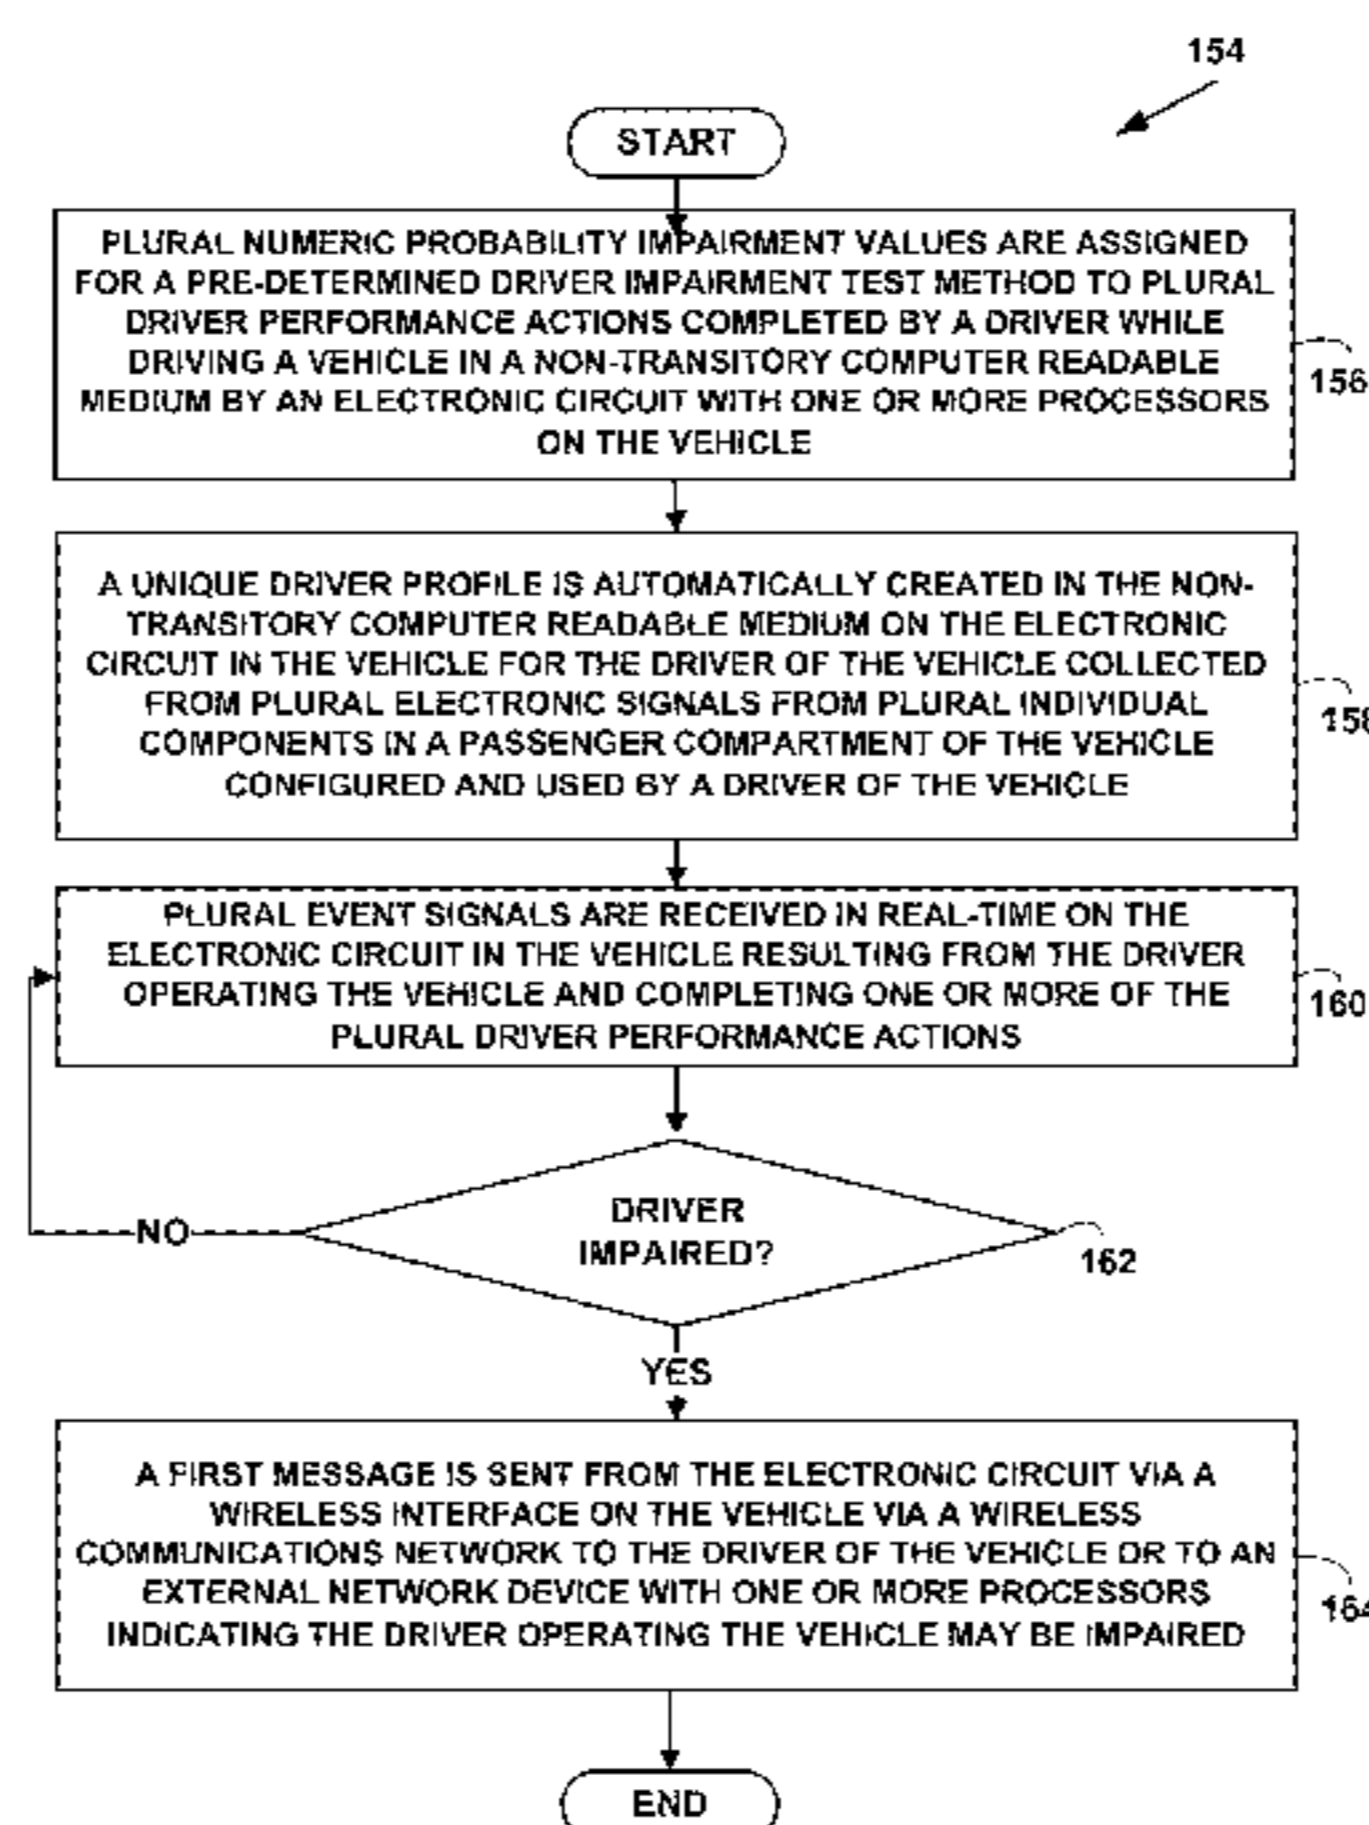 154
START
PLURAL NUMERIC PROBABILITY IMPAIRMENT VALUES ARE ASSIGNED
FOR A PRE-DETERMINED DRIVER IMPAIRMENT TEST METHOD TO PLURAL
DRIVER PERFORMANCE ACTIONS COMPLETED BY A DRIVER WHILE
DRIVING A VEHICLE IN A NON-TRANSITORY COMPUTER READABLE
MEDIUM BY AN ELECTRONIC CIRCUIT WITH ONE OR MORE PROCESSORS
ON THE VEHICLE
156
A UNIQUE DRIVER PROFILE IS AUTOMATICALLY CREATED IN THE NON-
TRANSITORY COMPUTER READABLE MEDIUM ON THE ELECTRONIC
CIRCUIT IN THE VEHICLE FOR THE DRIVER OF THE VEHICLE COLLECTED
FROM PLURAL ELECTRONIC SIGNALS FROM PLURAL INDIVIDUAL
COMPONENTS IN A PASSENGER COMPARTMENT OF THE VEHICLE
CONFIGURED AND USED BY A DRIVER OF THE VEHICLE
158
PLURAL EVENT SIGNALS ARE RECEIVED IN REAL-TIME ON THE
ELECTRONIC CIRCUIT IN THE VEHICLE RESULTING FROM THE DRIVER
OPERATING THE VEHICLE AND COMPLETING ONE OR MORE OF THE
PLURAL DRIVER PERFORMANCE ACTIONS
160
DRIVER
IMPAIRED?
NO
162
YES
A FIRST MESSAGE IS SENT FROM THE ELECTRONIC CIRCUIT VIA A
WIRELESS INTERFACE ON THE VEHICLE VIA A WIRELESS
COMMUNICATIONS NETWORK TO THE DRIVER OF THE VEHICLE OR TO AN
EXTERNAL NETWORK DEVICE WITH ONE OR MORE PROCESSORS
INDICATING THE DRIVER OPERATING THE VEHICLE MAY BE IMPAIRED
164
END